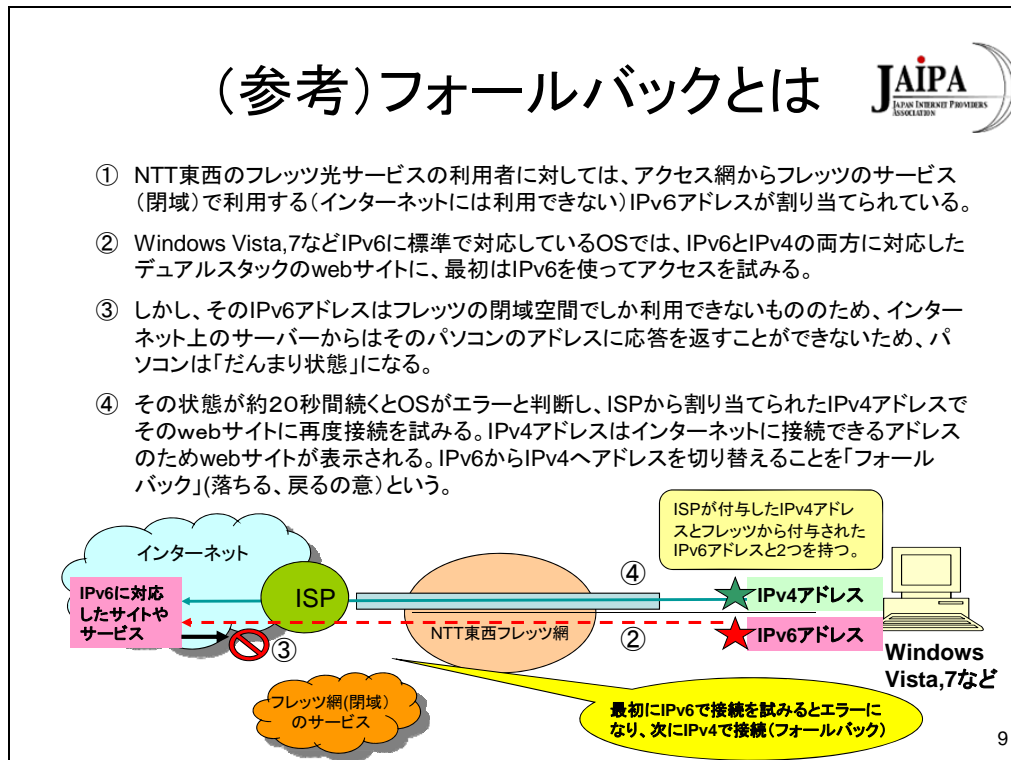 (参考)フォールバックとは
JAIPA
JAPAN INTERNET PROVIDERS
ASSOCIATION
① NTT東西のフレッツ光サービスの利用者に対しては、アクセス網からフレッツのサービス
(閉域)で利用する(インターネットには利用できない)IPv6アドレスが割り当てられている。
② Windows Vista,7などIPv6に標準で対応しているOSでは、IPv6とIPv4の両方に対応した
デュアルスタックのwebサイトに、最初はIPv6を使ってアクセスを試みる。
③ しかし、そのIPv6アドレスはフレッツの閉域空間でしか利用できないもののため、インター
ネット上のサーバーからはそのパソコンのアドレスに応答を返すことができないため、パ
ソコンは「だんまり状態」になる。
④ その状態が約20秒間続くとOSがエラーと判断し、ISPから割り当てられたIPv4アドレスで
そのwebサイトに再度接続を試みる。IPv4アドレスはインターネットに接続できるアドレス
のためwebサイトが表示される。IPv6からIPv4へアドレスを切り替えることを「フォール
バック」(落ちる、戻るの意)という。
ISPが付与したIPv4アドレ
スとフレッツから付与された
IPv6アドレスと2つを持つ。
インターネット
④
IPv6に対応
したサイトや
サービス
ISP
IPv4アドレス
NTT東西フレッツ網
②
IPv6アドレス
③
Windows
Vista,7など
フレッツ網(閉域)
のサービス
最初にIPv6で接続を試みるとエラーに
なり、次にIPv4で接続(フォールバック)
9